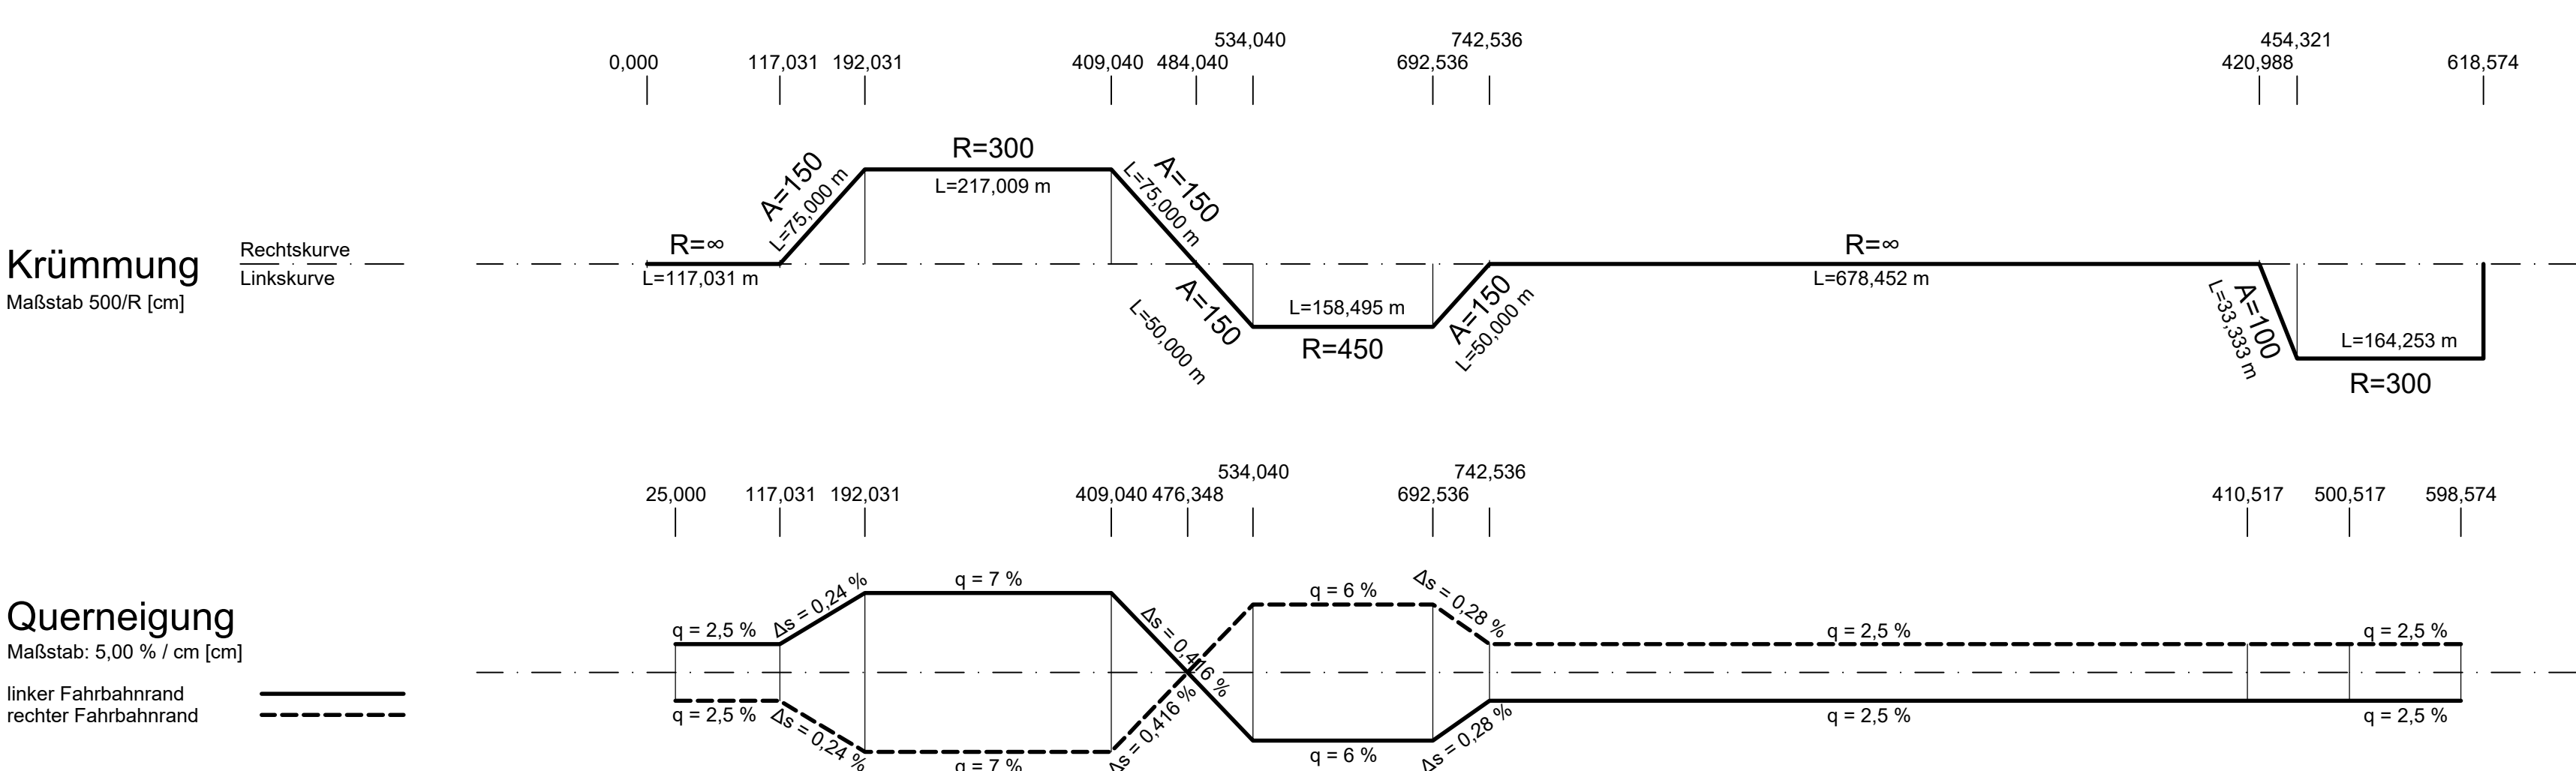 534,040 742,536 454,321
0,000 117,031 192,031 409,040 484,040 692,536 420,988 618,574
R=300
L=217,009 m
A=150
L=75,000 m
A=150
L=75,000 m
Krümmung
Maßstab 500/R [cm]
Rechtskurve
Linkskurve
R=∞
L=117,031 m
R=∞
L=678,452 m
A=150
L=50,000 m
L=158,495 m
R=450
A=150
L=50,000 m
A=100
L=33,333 m
L=164,253 m
R=300
534,040 742,536
25,000 117,031 192,031 409,040 476,348 692,536 410,517 500,517 598,574
Querneigung
Maßstab: 5,00 % / cm [cm]
linker Fahrbahnrand
rechter Fahrbahnrand
q = 2,5 %
Δs = 0,24 %
q = 7 %
Δs = 0,416 %
q = 6 %
Δs = 0,28 %
q = 2,5 %
q = 2,5 %
q = 2,5 %
Δs = 0,24 %
q = 7 %
Δs = 0,416 %
q = 6 %
Δs = 0,28 %
q = 2,5 %
q = 2,5 %